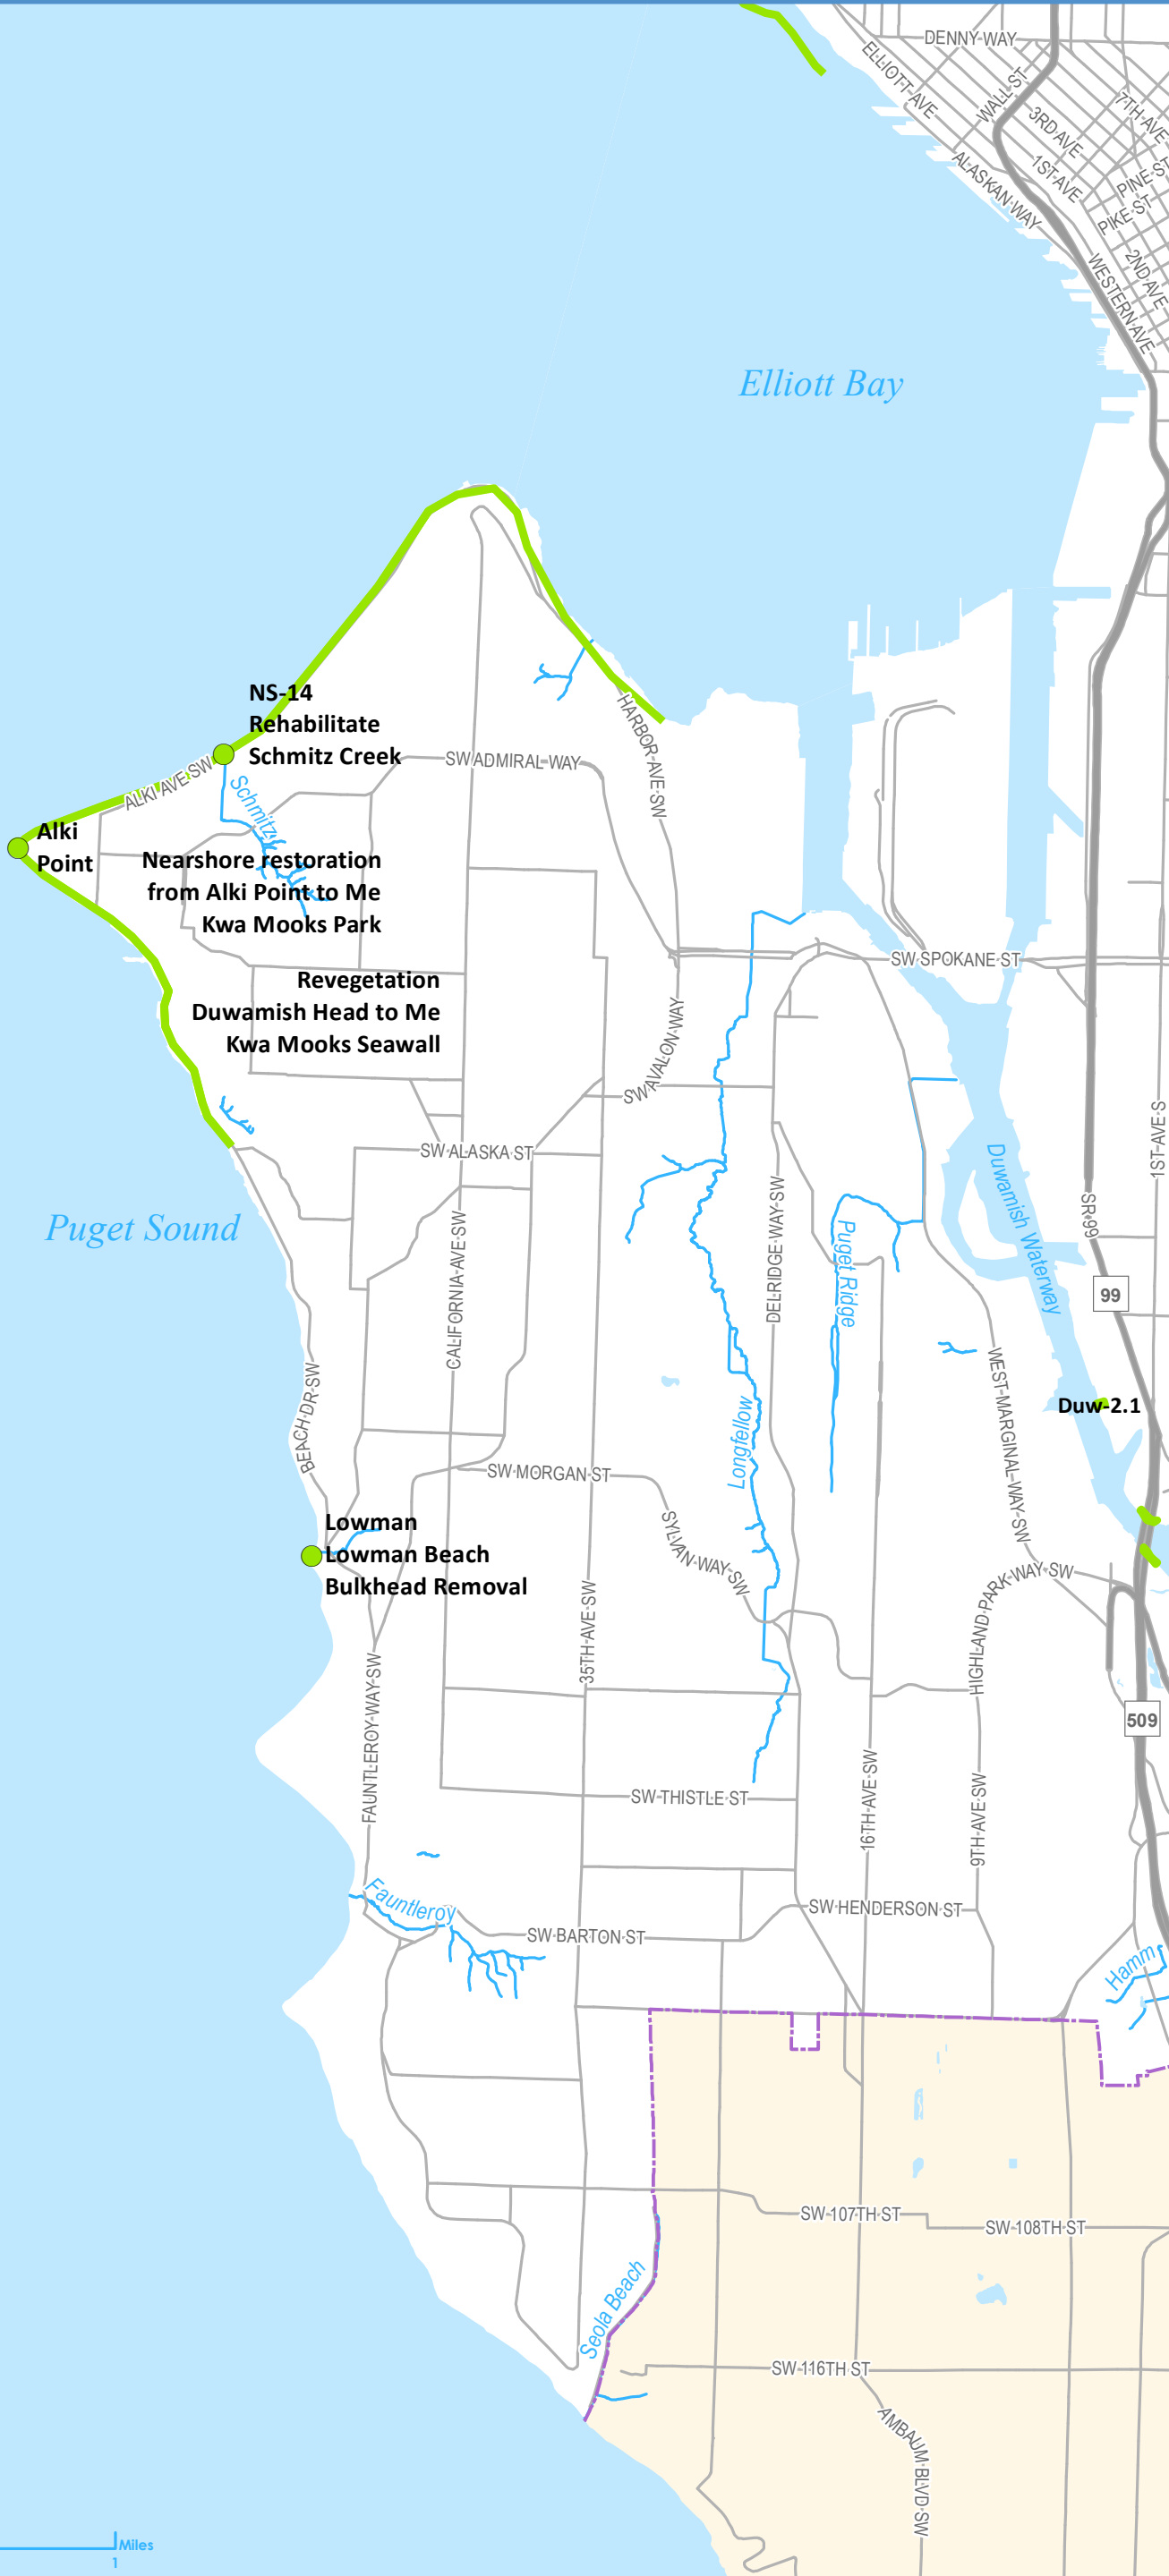 DENNY WAY
ELLIOTT AVE
WALL ST
7TH AVE
3RD AVE
1ST AVE
PINE ST
ALASKAN WAY
PIKE ST
2ND AVE
WESTERN AVE
Elliott Bay
NS-14
Rehabilitate
Schmitz Creek
HARBOR AVE SW
SW ADMIRAL WAY
ALKI AVE SW
Schmitz
Alki
Point
Nearshore restoration
from Alki Point to Me
Kwa Mooks Park
SW SPOKANE ST
Revegetation
Duwamish Head to Me
Kwa Mooks Seawall
SW AVALON WAY
1ST AVE S
SW ALASKA ST
Duwamish Waterway
Puget Sound
CALIFORNIA AVE SW
DELRIDGE WAY SW
Puget Ridge
SR 99
99
BEACH DR SW
WEST MARGINAL WAY SW
Duw-2.1
Longfellow
SW MORGAN ST
Lowman
Lowman Beach
Bulkhead Removal
SYLVAN WAY SW
HIGHLAND PARK WAY SW
35TH AVE SW
FAUNTLEROY WAY SW
509
16TH AVE SW
9TH AVE SW
SW THISTLE ST
Fauntleroy
SW HENDERSON ST
SW BARTON ST
Hamm
SW 107TH ST
SW 108TH ST
Seola Beach
SW 116TH ST
AMBAUM BLVD SW
Miles
1